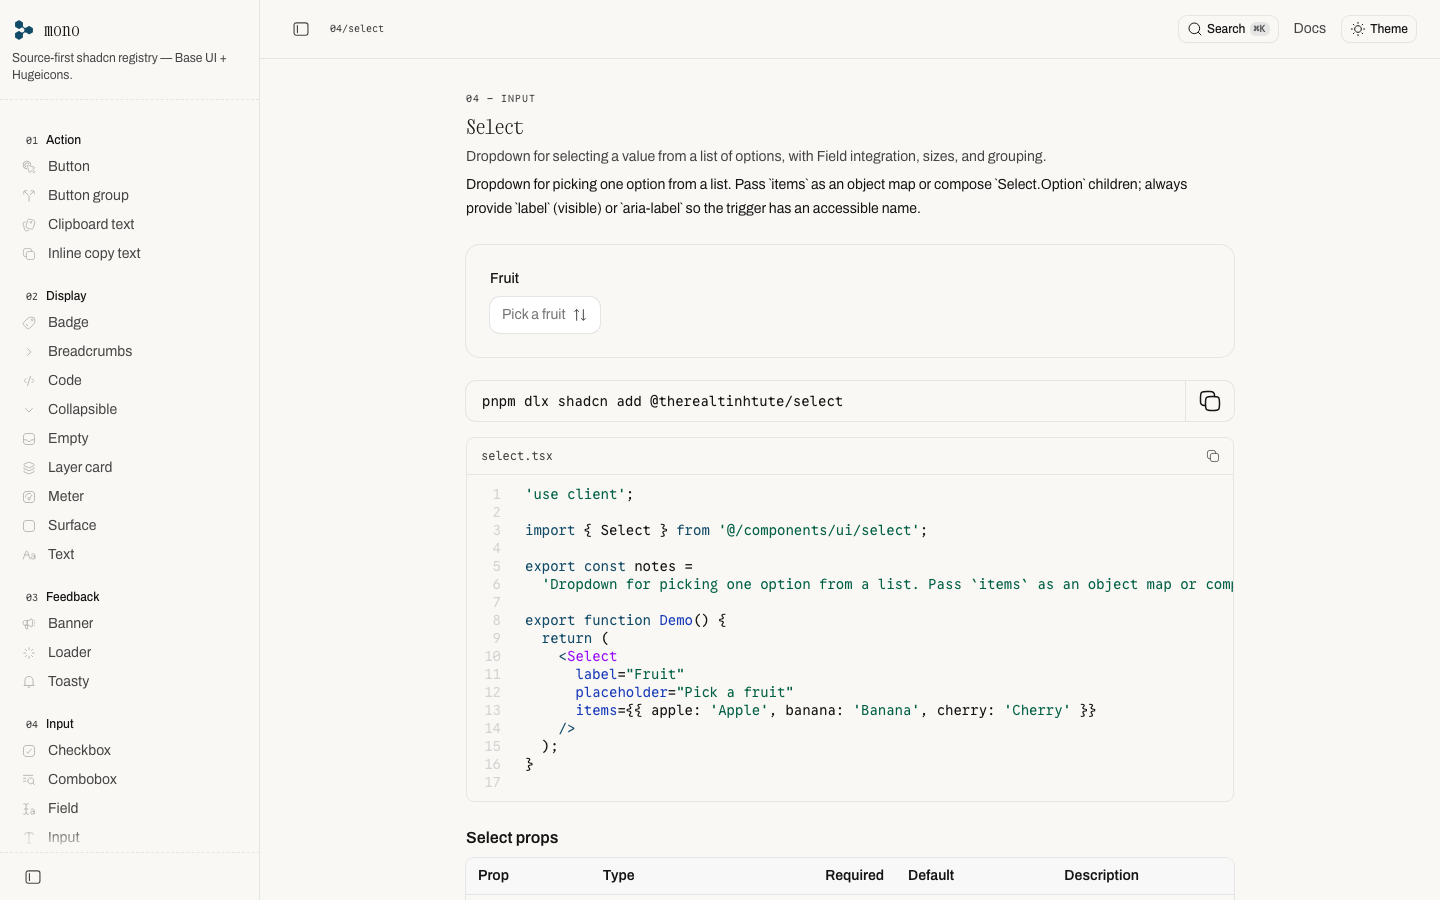 mono
Source-first shadcn registry — Base UI +
Hugeicons.
01 Action
Button
Button group
Clipboard text
Inline copy text
02 Display
Badge
Breadcrumbs
Code
Collapsible
Empty
Layer card
Meter
Surface
Text
03 Feedback
Banner
Loader
Toasty
04 Input
Checkbox
Combobox
Field
Input
04/select
Search ⌘K
Docs
Theme
04 — INPUT
Select
Dropdown for selecting a value from a list of options, with Field integration, sizes, and grouping.
Dropdown for picking one option from a list. Pass `items` as an object map or compose `Select.Option` children; always
provide `label` (visible) or `aria-label` so the trigger has an accessible name.
Fruit
Pick a fruit
pnpm dlx shadcn add @therealtinhtute/select
select.tsx
1 'use client';
2
3 import { Select } from '@/components/ui/select';
4
5 export const notes =
6 'Dropdown for picking one option from a list. Pass `items` as an object map or comp
7
8 export function Demo() {
9 return (
10 <Select
11 label="Fruit"
12 placeholder="Pick a fruit"
13 items={{ apple: 'Apple', banana: 'Banana', cherry: 'Cherry' }}
14 />
15 );
16 }
17
Select props
Prop Type Required Default Description